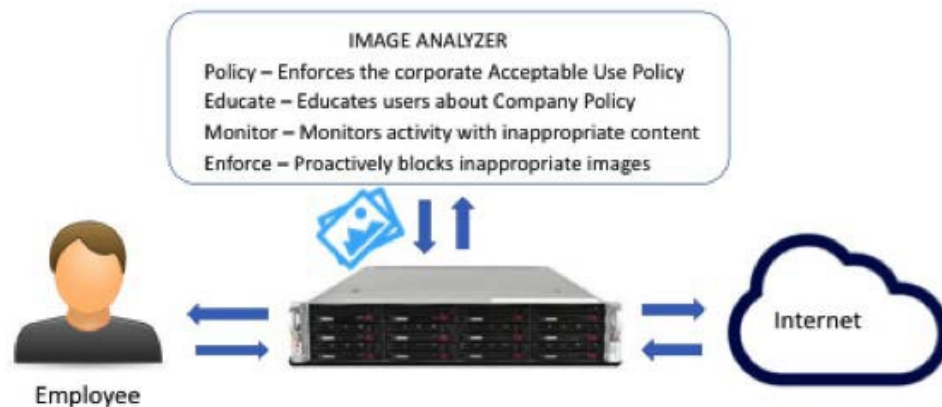 IMAGE ANALYZER
Policy – Enforces the corporate Acceptable Use Policy
Educate – Educates users about Company Policy
Monitor – Monitors activity with inappropriate content
Enforce – Proactively blocks inappropriate images
Internet
Employee